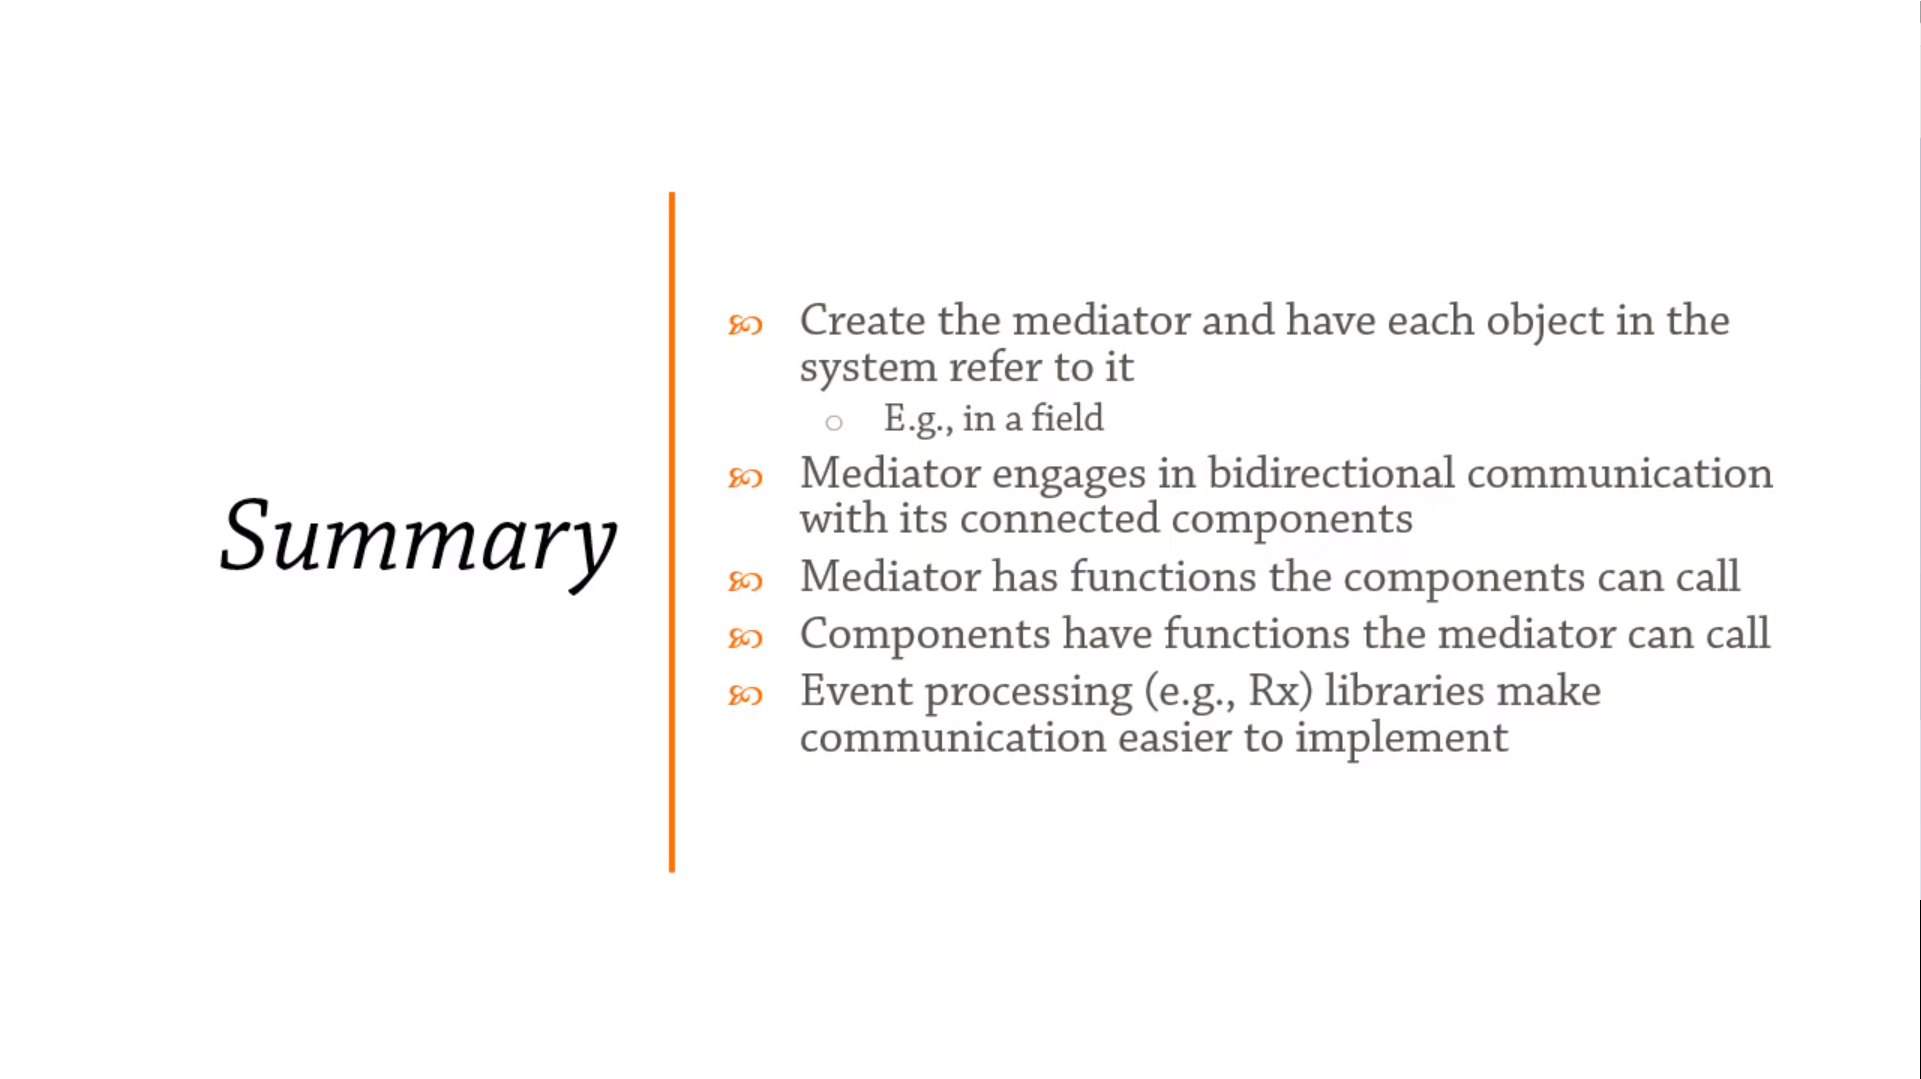 Summary
Create the mediator and have each object in the
system refer to it
E.g., in a field
Mediator engages in bidirectional communication
with its connected components
Mediator has functions the components can call
Components have functions the mediator can call
Event processing (e.g., Rx) libraries make
communication easier to implement